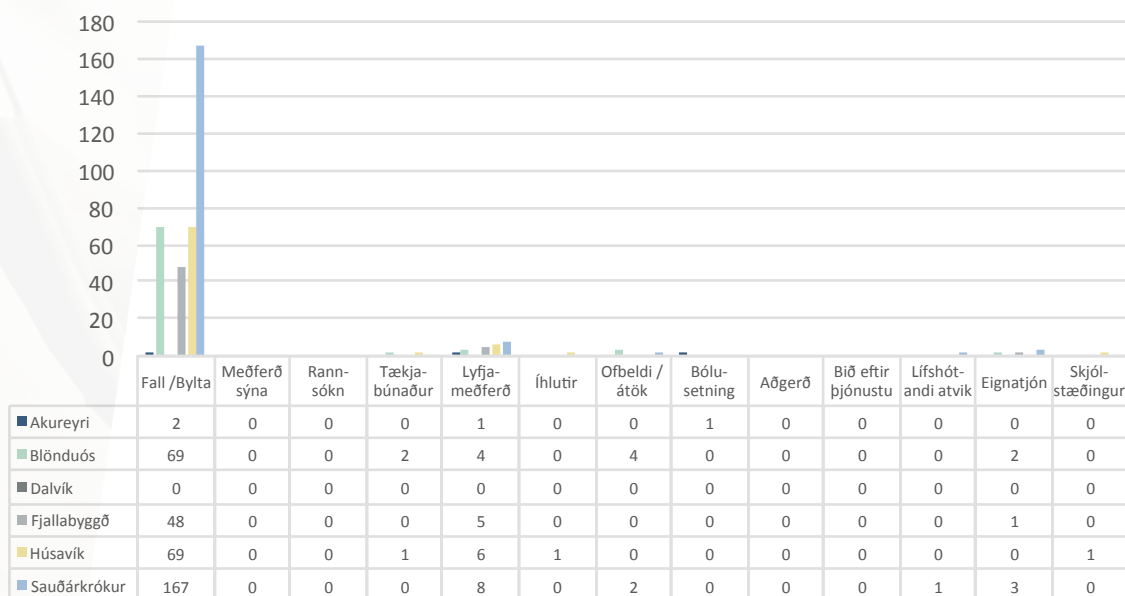 180
160
140
120
100
80
60
40
20
0
Fall /Bylta Meðferð sýna Rann- sókn Tækja- búnaður Lyfja- meðferð Íhlutir Ofbeldi / átök Bólu- setning Aðgerð Bið eftir þjónustu Lífshót- andi atvik Eignatjón Skjól- stæðingur
Akureyri 2 0 0 0 1 0 0 1 0 0 0 0 0
Blönduós 69 0 0 2 4 0 4 0 0 0 0 2 0
Dalvík 0 0 0 0 0 0 0 0 0 0 0 0 0
Fjallabyggð 48 0 0 0 5 0 0 0 0 0 0 1 0
Húsavík 69 0 0 1 6 1 0 0 0 0 0 0 1
Sauðárkrókur 167 0 0 0 8 0 2 0 0 0 1 3 0